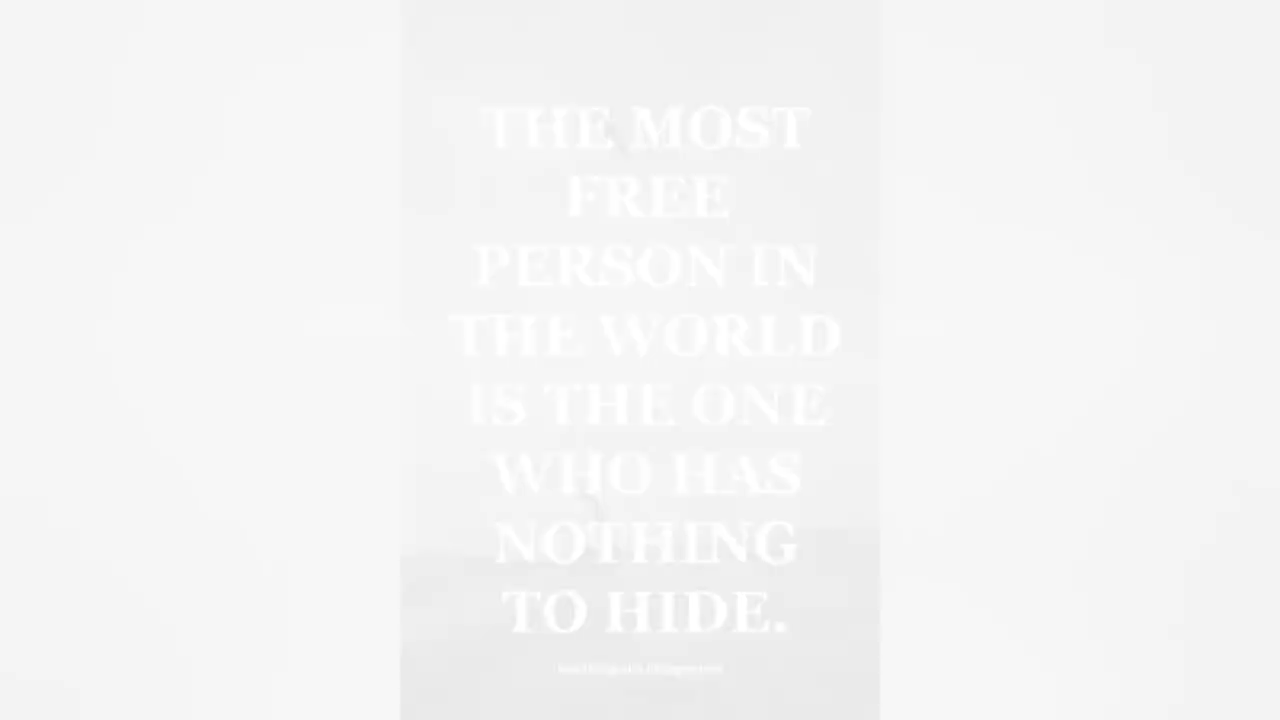 THE MOST
FREE
PERSON IN
THE WORLD
IS THE ONE
WHO HAS
NOTHING
TO HIDE.